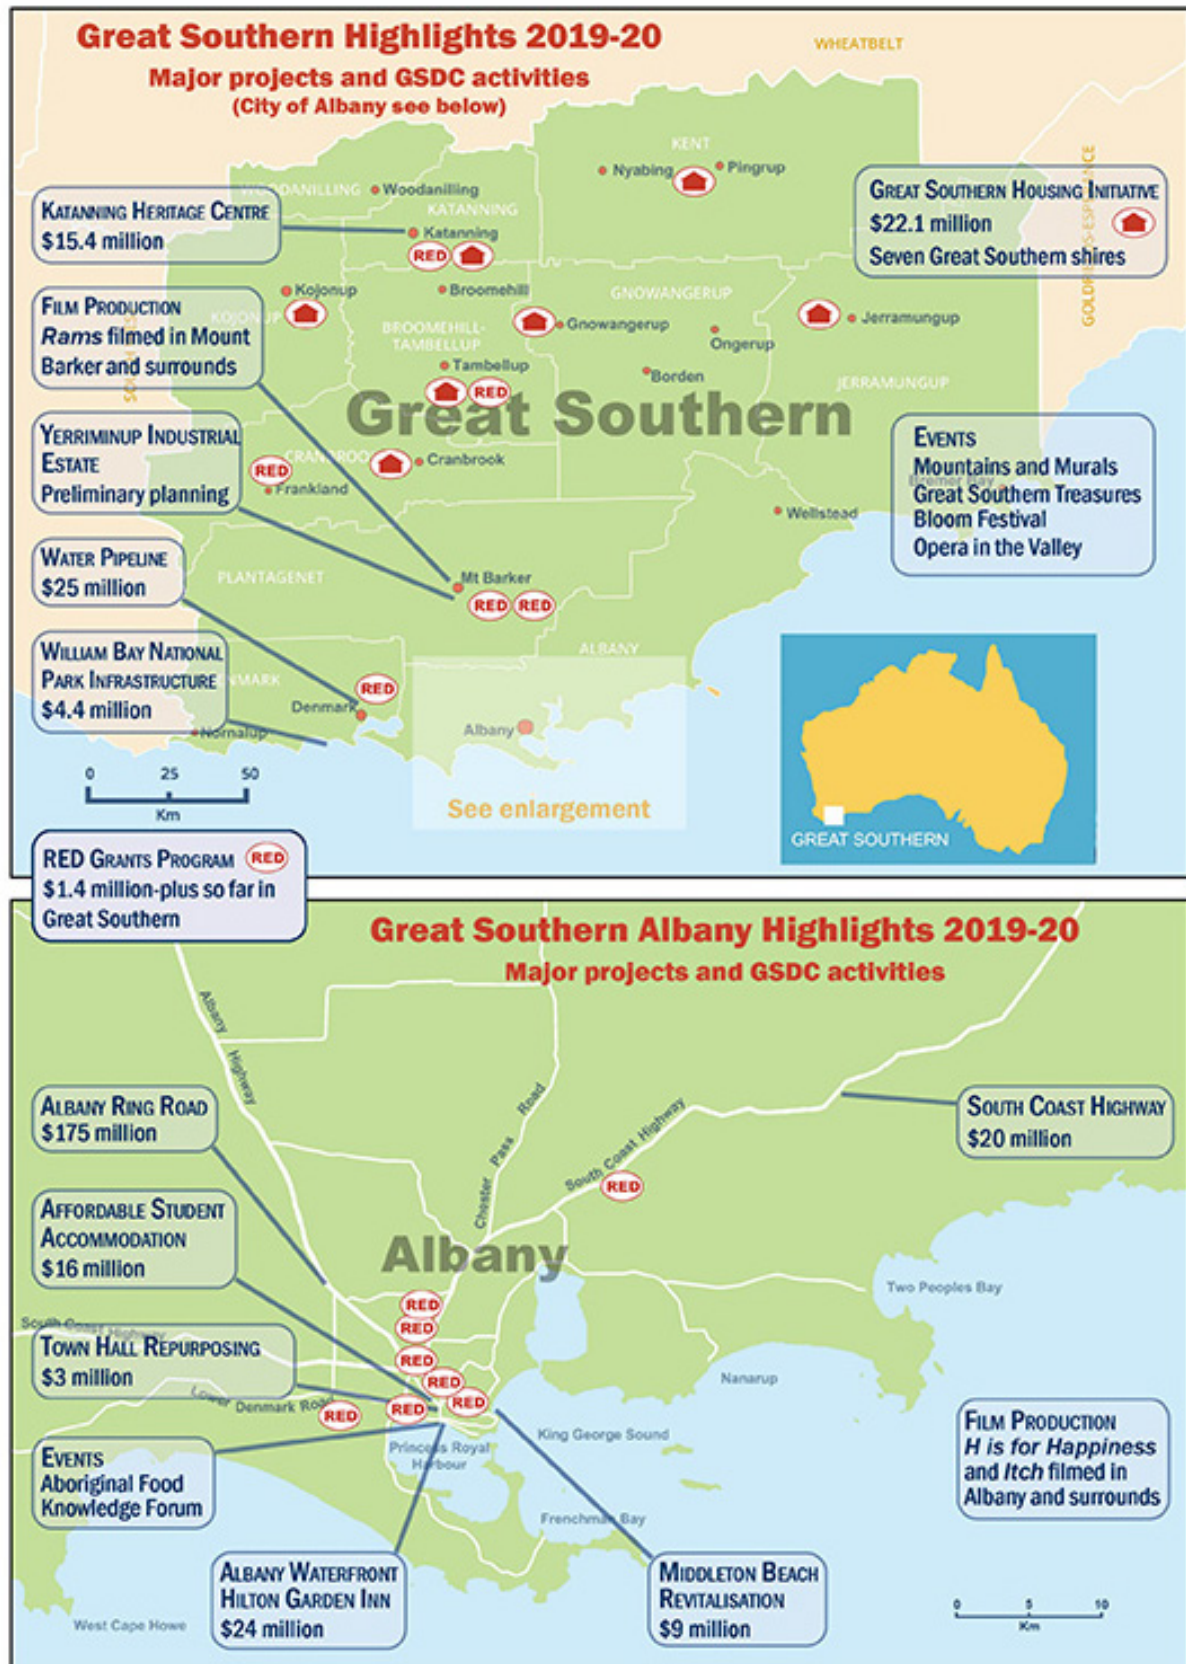 Great Southern Highlights 2019-20
Major projects and GSDC activities
(City of Albany see below)
WHEATBELT
KENT
Nyabing
Pingrup
WOODANILLING
Woodanilling
KATANNING
Katanning
RED
KATANNING HERITAGE CENTRE
$15.4 million
GREAT SOUTHERN HOUSING INITIATIVE
$22.1 million
Seven Great Southern shires
GOLDFIELDS-ESPERANCE
FILM PRODUCTION
Rams filmed in Mount
Barker and surrounds
Kojonup
KOJONUP
Broomehill
BROOMEHILL-
TAMBELLUP
GNOWANGERUP
Gnowangerup
Ongerup
Jerramungup
JERRAMUNGUP
Tambellup
RED
Borden
Great Southern
YERRIMINUP INDUSTRIAL
ESTATE
Preliminary planning
RED
Frankland
Cranbrook
EVENTS
Mountains and Murals
Great Southern Treasures
Bloom Festival
Opera in the Valley
Bremer Bay
Wellstead
WATER PIPELINE
$25 million
PLANTAGENET
Mt Barker
RED RED
ALBANY
WILLIAM BAY NATIONAL
PARK INFRASTRUCTURE
$4.4 million
RED
Denmark
Nornalup
Albany
See enlargement
0 25 50
Km
GREAT SOUTHERN
RED GRANTS PROGRAM RED
$1.4 million-plus so far in
Great Southern
Great Southern Albany Highlights 2019-20
Major projects and GSDC activities
Albany Highway
Chester Pass Road
South Coast Highway
RED
ALBANY RING ROAD
$175 million
SOUTH COAST HIGHWAY
$20 million
AFFORDABLE STUDENT
ACCOMMODATION
$16 million
Albany
Two Peoples Bay
RED
RED
RED
RED
RED
RED
RED
South Coast Highway
TOWN HALL REPURPOSING
$3 million
Lower Denmark Road
Nanarup
King George Sound
Princess Royal
Harbour
EVENTS
Aboriginal Food
Knowledge Forum
FILM PRODUCTION
H is for Happiness
and Itch filmed in
Albany and surrounds
Frenchman Bay
ALBANY WATERFRONT
HILTON GARDEN INN
$24 million
MIDDLETON BEACH
REVITALISATION
$9 million
West Cape Howe
0 5 10
Km